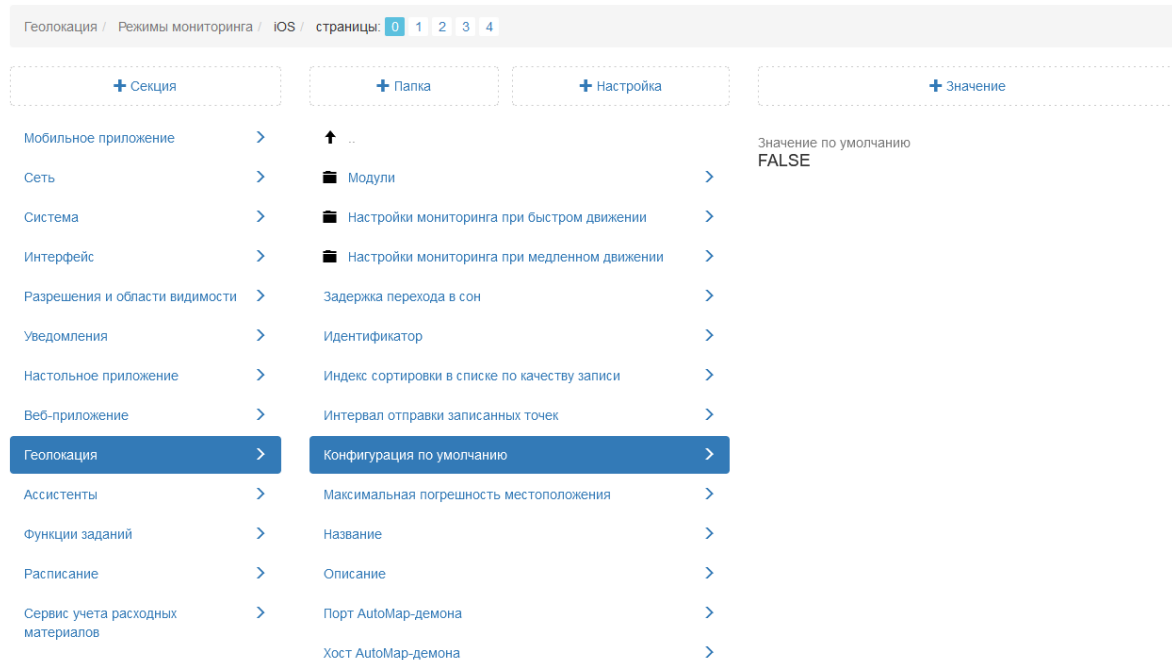 Геолокация / Режимы мониторинга / iOS / страницы: 0 1 2 3 4
+ Секция
Мобильное приложение
Сеть
Система
Интерфейс
Разрешения и области видимости
Уведомления
Настольное приложение
Веб-приложение
Геолокация
Ассистенты
Функции заданий
Расписание
Сервис учета расходных
материалов
+ Папка
+ Настройка
..
Модули
Настройки мониторинга при быстром движении
Настройки мониторинга при медленном движении
Задержка перехода в сон
Идентификатор
Индекс сортировки в списке по качеству записи
Интервал отправки записанных точек
Конфигурация по умолчанию
Максимальная погрешность местоположения
Название
Описание
Порт AutoMap-демона
Хост AutoMap-демона
+ Значение
Значение по умолчанию
FALSE